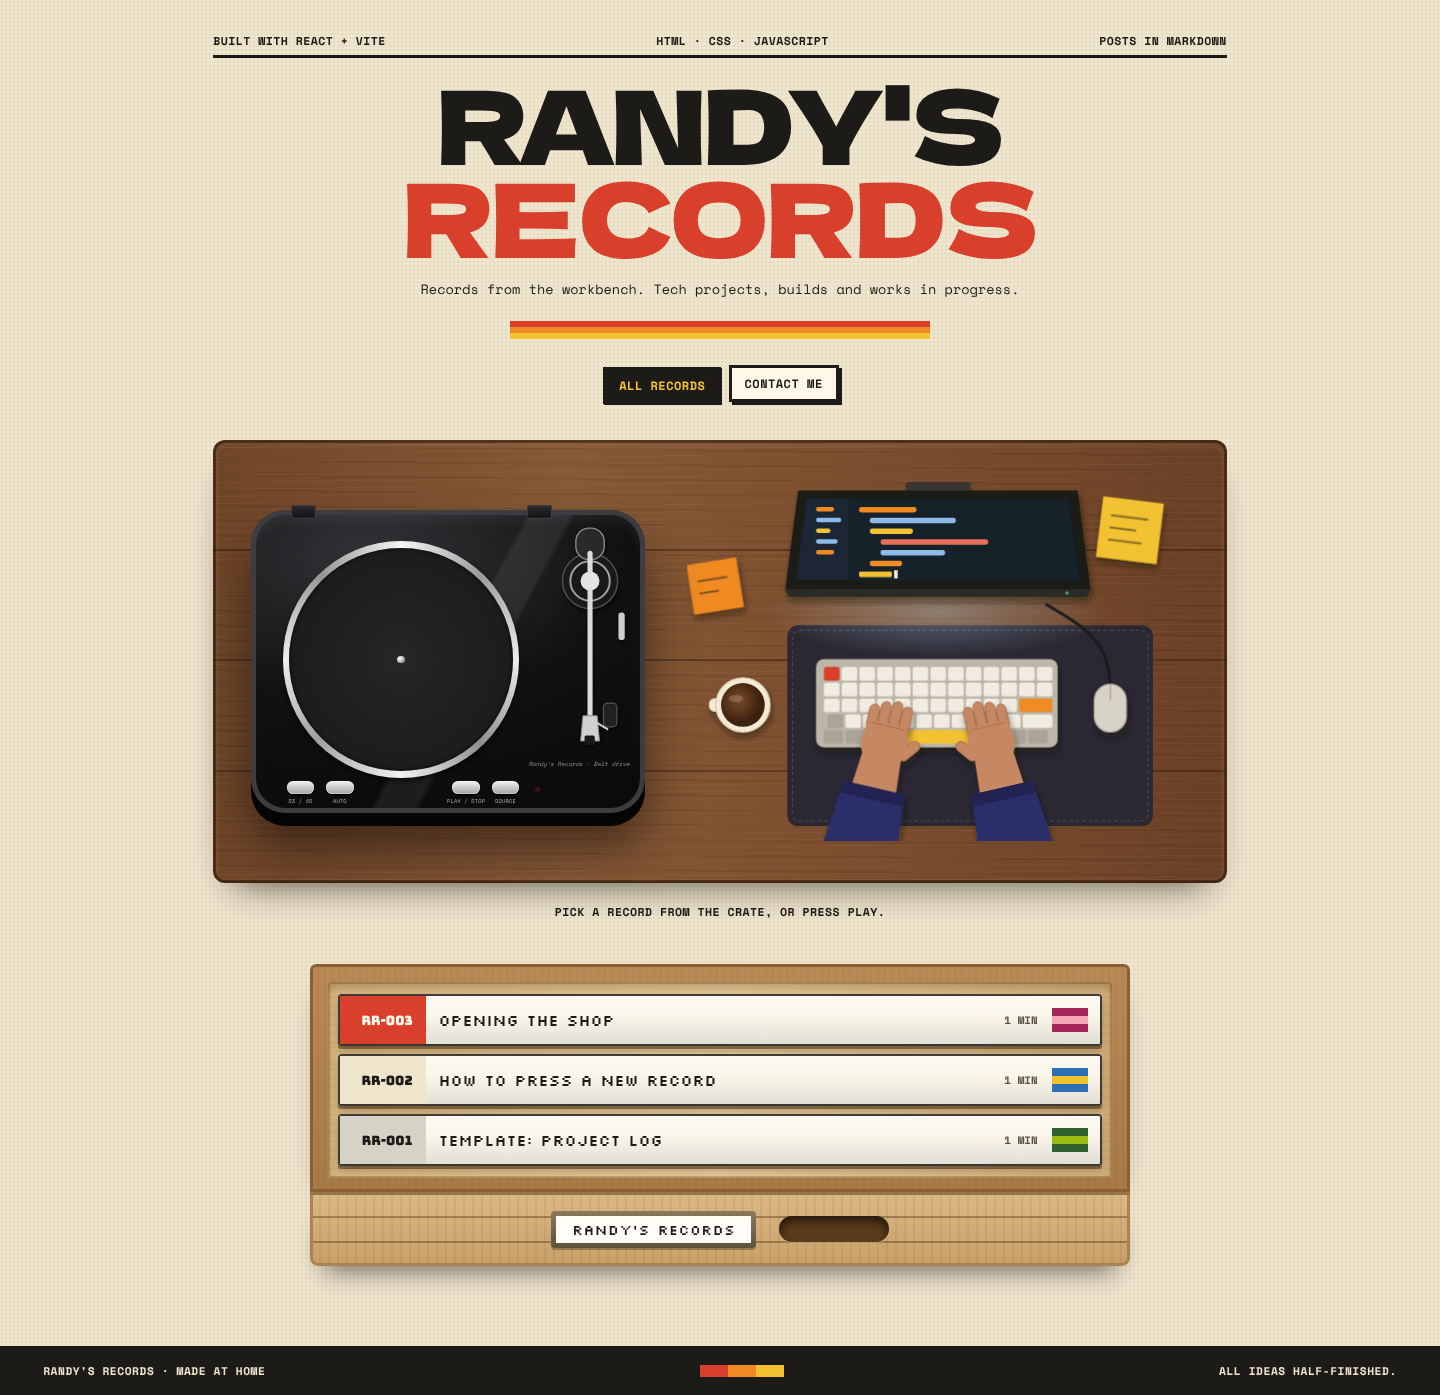 BUILT WITH REACT + VITE
HTML · CSS · JAVASCRIPT
POSTS IN MARKDOWN
RANDY'S
RECORDS
Records from the workbench. Tech projects, builds and works in progress.
ALL RECORDS
CONTACT ME
Randy's Records · Belt drive
33 / 45
AUTO
PLAY / STOP
SOURCE
PICK A RECORD FROM THE CRATE, OR PRESS PLAY.
RR-003
OPENING THE SHOP
1 MIN
RR-002
HOW TO PRESS A NEW RECORD
1 MIN
RR-001
TEMPLATE: PROJECT LOG
1 MIN
RANDY'S RECORDS
RANDY'S RECORDS · MADE AT HOME
ALL IDEAS HALF-FINISHED.